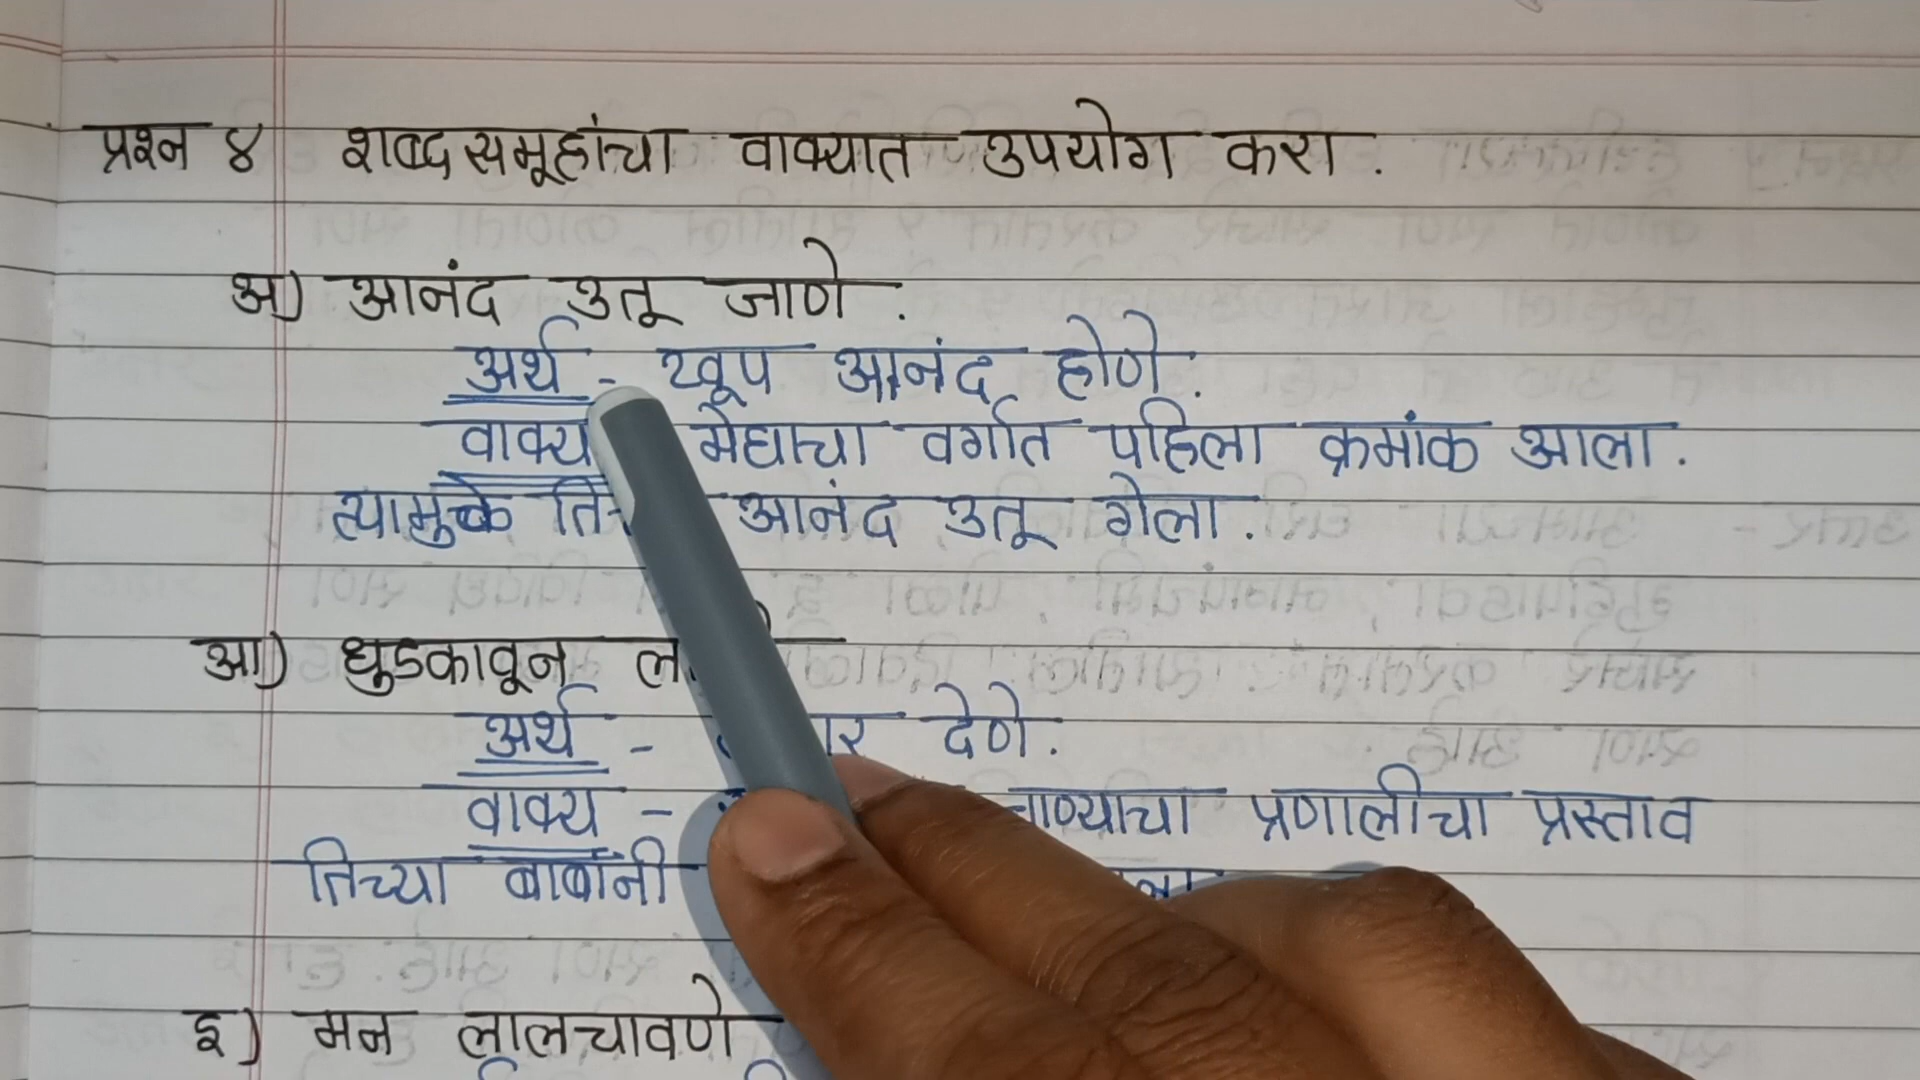 प्रश्न ४ शब्दसमूहांचा वाक्यात उपयोग करा.
अ) आनंद उतू जाणे.
अर्थ - खूप आनंद होणे.
वाक्य मेघाचा वर्गात पहिला क्रमांक आला.
त्यामुळे आनंद उतू गेला.
आ) धुडकावून
अर्थ - देणे.
वाक्य - प्रणालीचा प्रस्ताव
तिच्या बाबांनी
इ) मन लालचावणे.